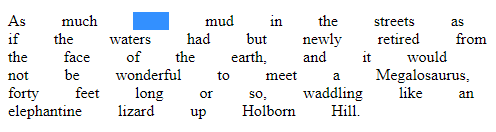 As much mud in the streets as
if the waters had but newly retired from
the face of the earth, and it would
not be wonderful to meet a Megalosaurus,
forty feet long or so, waddling like an
elephantine lizard up Holborn Hill.